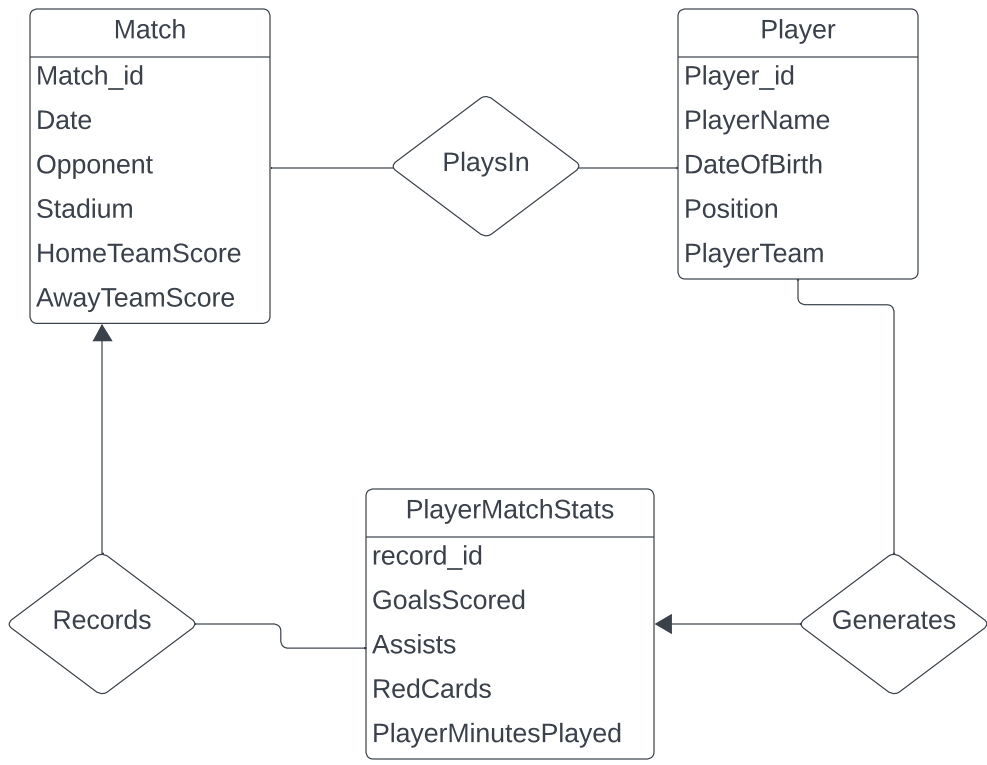 Match
Match_id
Date
Opponent
Stadium
HomeTeamScore
AwayTeamScore
PlaysIn
Player
Player_id
PlayerName
DateOfBirth
Position
PlayerTeam
Records
PlayerMatchStats
record_id
GoalsScored
Assists
RedCards
PlayerMinutesPlayed
Generates